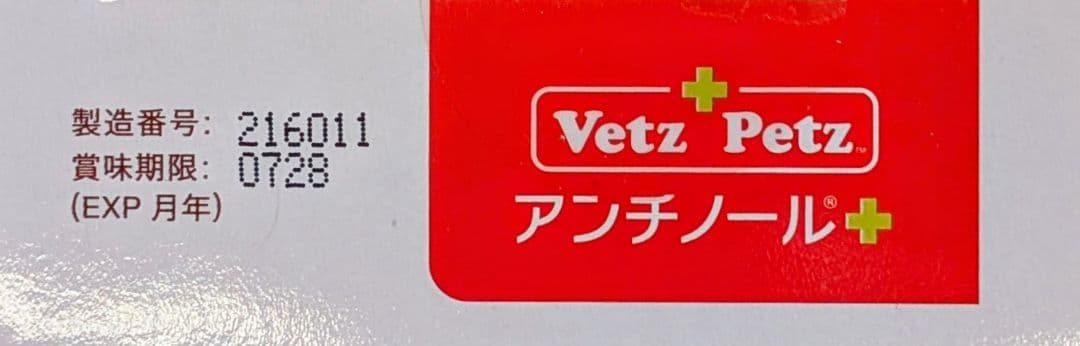 製造番号: 216011
賞味期限: 0728
(EXP 月年)
Vetz Petz™
アンチノール®+